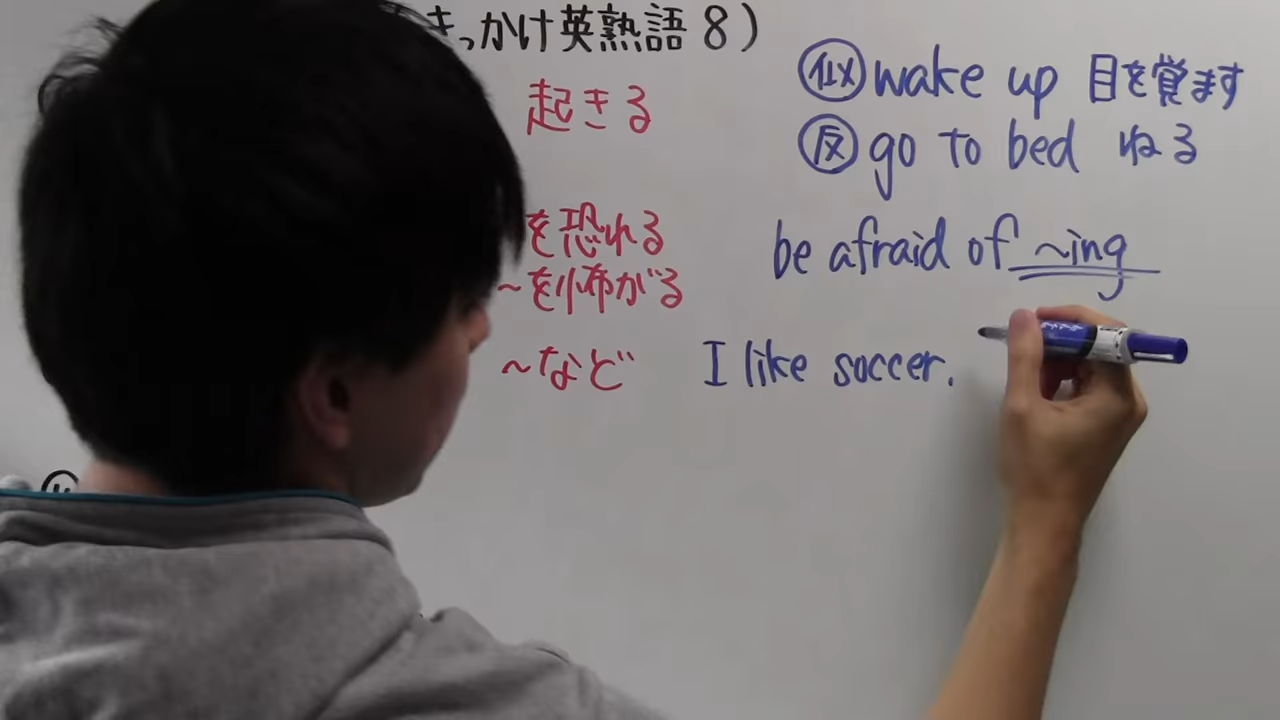 きっかけ英熟語8)
起きる
似 wake up 目を覚ます
反 go to bed ねる
を恐れる
~を怖がる
be afraid of ~ing
~など
I like soccer.